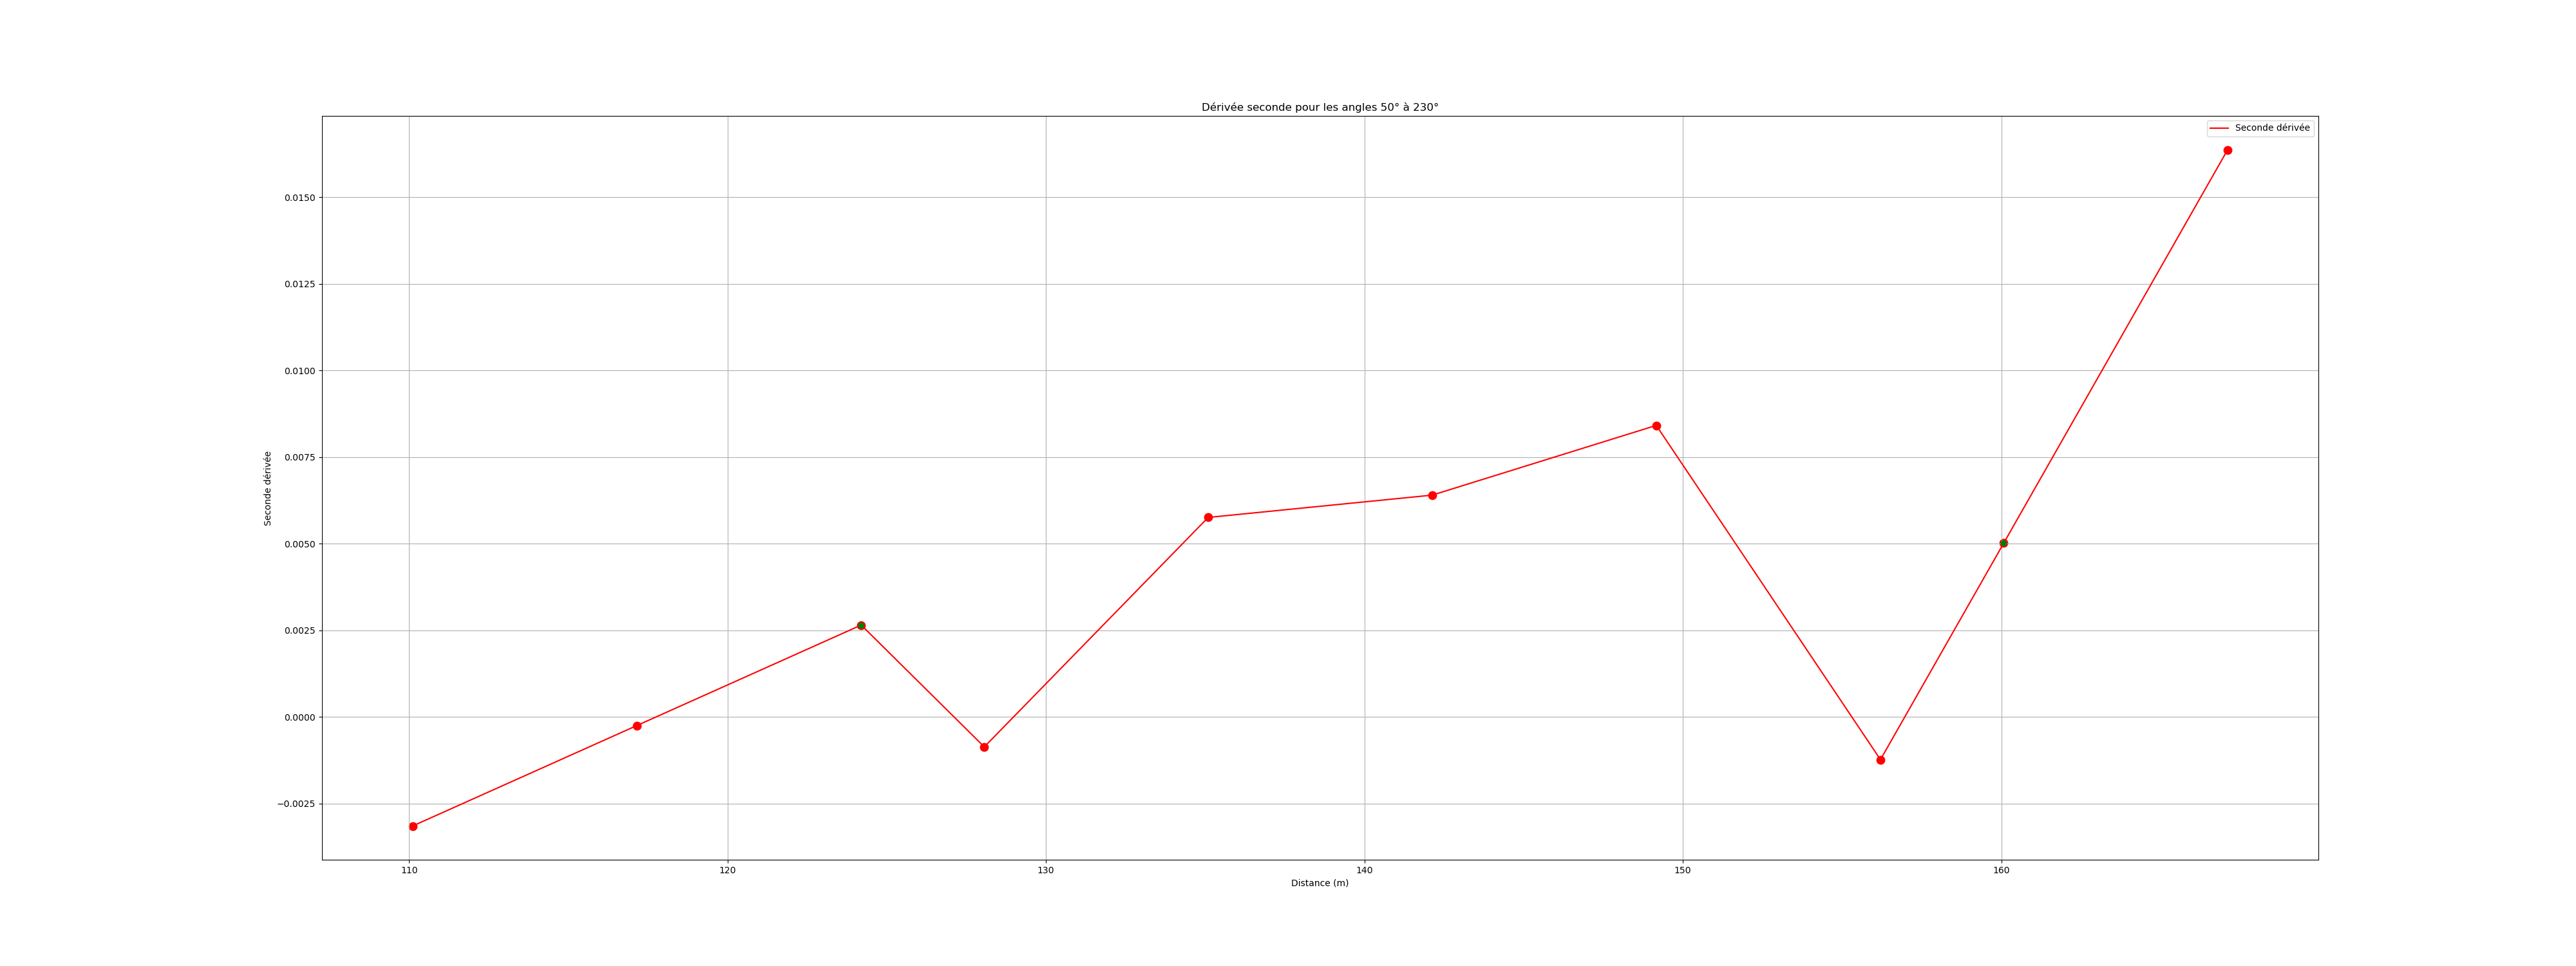 Dérivée seconde pour les angles 50° à 230°
Seconde dérivée
0.0150
0.0125
0.0100
0.0075
0.0050
0.0025
0.0000
−0.0025
Seconde dérivée
110 120 130 140 150 160
Distance (m)